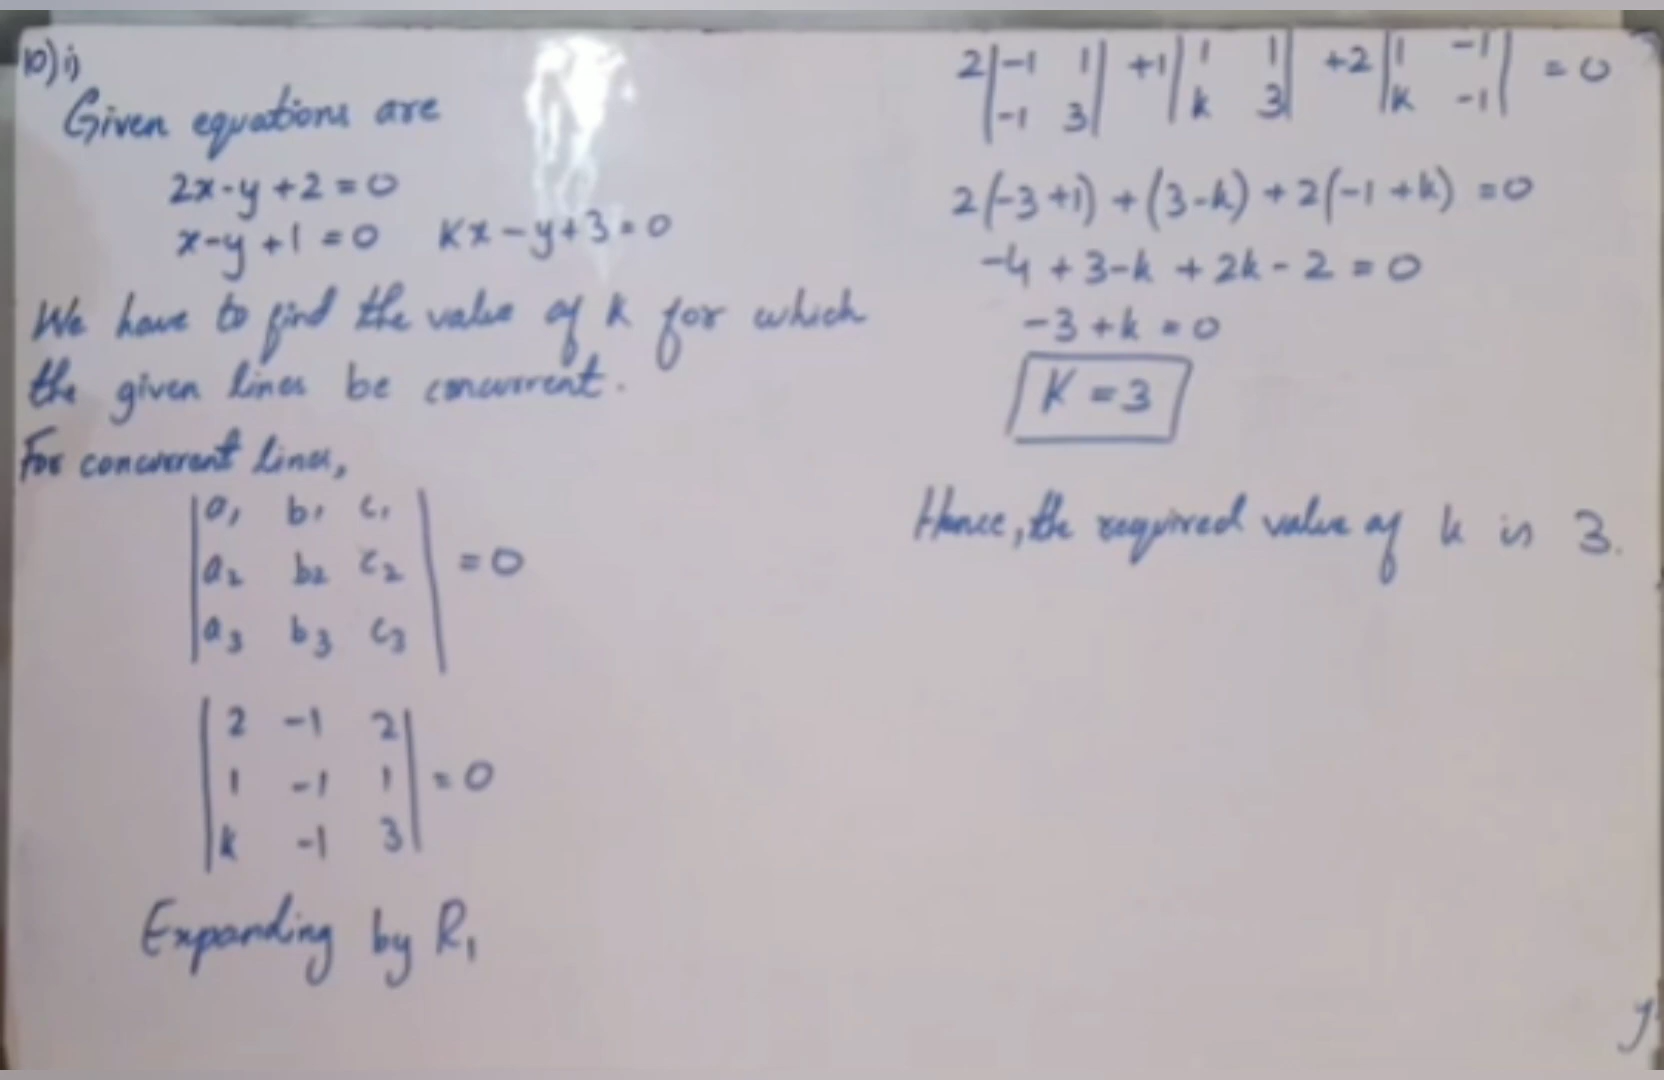 10) i)
Given equations are
2x-y+2=0
x-y+1=0   Kx-y+3=0
We have to find the value of k for which
the given lines be concurrent.
For concurrent lines,
|a₁ b₁ c₁|
|a₂ b₂ c₂| =0
|a₃ b₃ c₃|
|2 -1 2|
|1 -1 1| =0
|k -1 3|
Expanding by R₁
2|-1 1| +1|1 1| +2|1 -1| =0
|-1 3| |k 3| |k -1|
2(-3+1)+(3-k)+2(-1+k)=0
-4+3-k+2k-2=0
-3+k=0
K=3
Hence, the required value of k is 3.